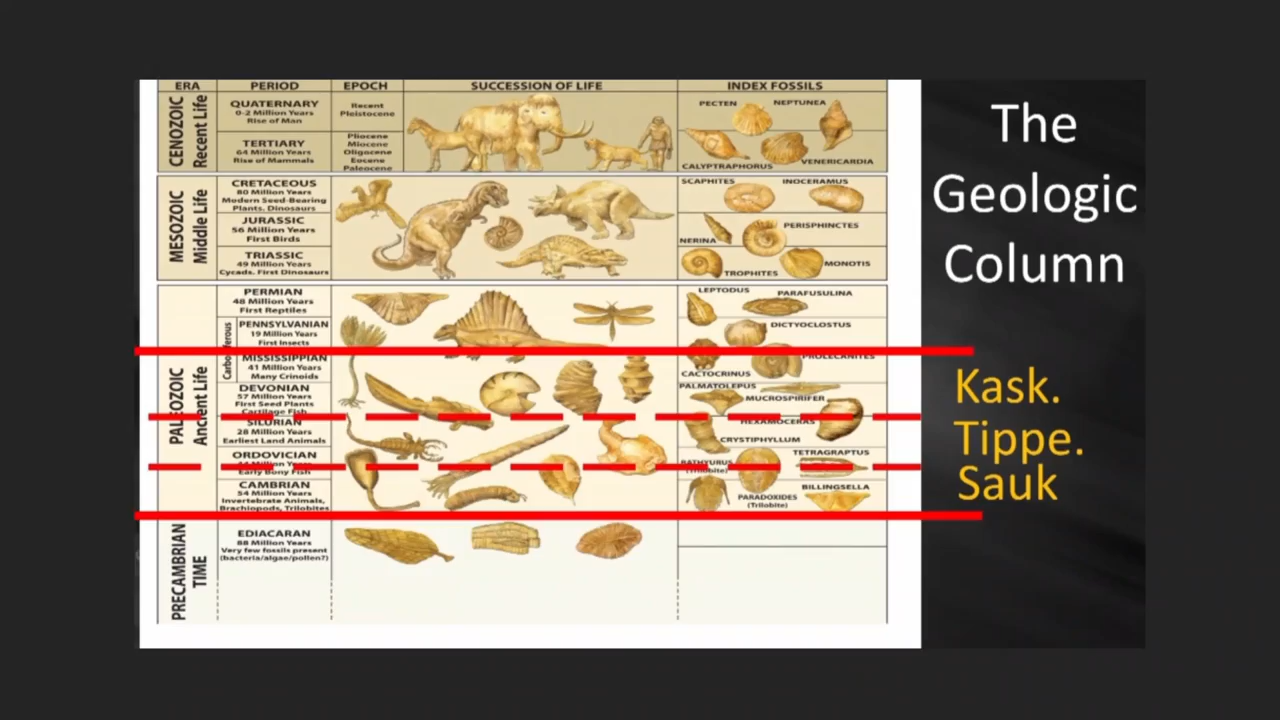 ERA PERIOD EPOCH SUCCESSION OF LIFE INDEX FOSSILS
CENOZOIC
Recent Life
QUATERNARY
0-2 Million Years
Rise of Man
Recent
Pleistocene
PECTEN NEPTUNEA
TERTIARY
64 Million Years
Rise of Mammals
Pliocene
Miocene
Oligocene
Eocene
Paleocene
CALYPTRAPHORUS VENERICARDIA
MESOZOIC
Middle Life
CRETACEOUS
80 Million Years
Modern Seed-Bearing
Plants. Dinosaurs
SCAPHITES INOCERAMUS
JURASSIC
56 Million Years
First Birds
PERISPHINCTES
NERINA
TRIASSIC
49 Million Years
Cycads. First Dinosaurs
TROPHITES MONOTIS
PALEOZOIC
Ancient Life
PERMIAN
48 Million Years
First Reptiles
LEPTODUS PARAFUSULINA
PENNSYLVANIAN
19 Million Years
First Insects
DICTYOCLOSTUS
MISSISSIPPIAN
41 Million Years
Many Crinoids
PROLECANITES
CACTOCRINUS
DEVONIAN
57 Million Years
First Seed Plants
Cartilage Fish
PALMATOLEPUS
MUCROSPIRIFER
SILURIAN
28 Million Years
Earliest Land Animals
HEXAMOCERAS
CRYSTIPHYLLUM
ORDOVICIAN
Million Years
Early Bony Fish
TETRAGRAPTUS
BATHYURUS
(Trilobite)
CAMBRIAN
54 Million Years
Invertebrate Animals,
Brachiopods, Trilobites
PARADOXIDES
(Trilobite)
BILLINGSELLA
PRECAMBRIAN
TIME
EDIACARAN
88 Million Years
Very few fossils present
(bacteria/algae/pollen?)
The
Geologic
Column
Kask.
Tippe.
Sauk